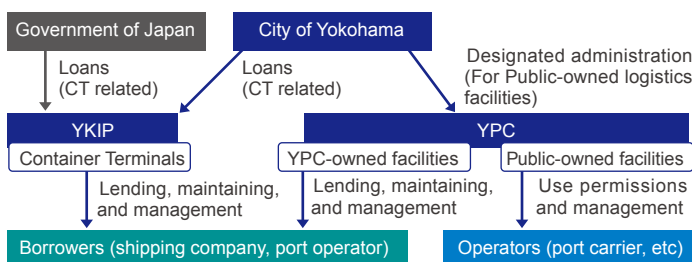 Government of Japan
City of Yokohama
Loans
(CT related)
Loans
(CT related)
Designated administration
(For Public-owned logistics
facilities)
YKIP
YPC
Container Terminals
YPC-owned facilities
Public-owned facilities
Lending, maintaining,
and management
Lending, maintaining,
and management
Use permissions
and management
Borrowers (shipping company, port operator)
Operators (port carrier, etc)